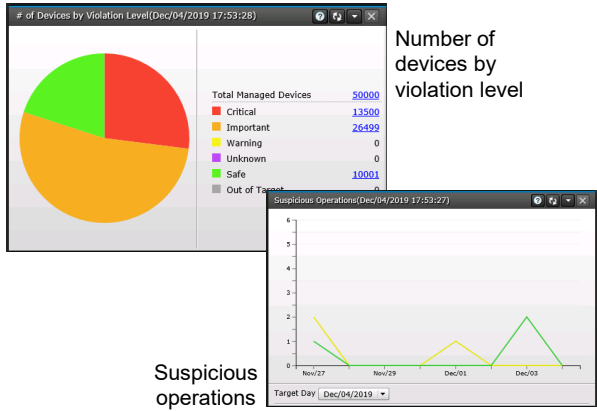 # of Devices by Violation Level(Dec/04/2019 17:53:28)
?
Number of
devices by
violation level
Total Managed Devices 50000
Critical 13500
Important 26499
Warning 0
Unknown 0
Safe 10001
Out of Target 0
Suspicious Operations(Dec/04/2019 17:53:27)
?
6
5
4
3
2
1
0
Nov/27 Nov/29 Dec/01 Dec/03
Target Day Dec/04/2019
Suspicious
operations